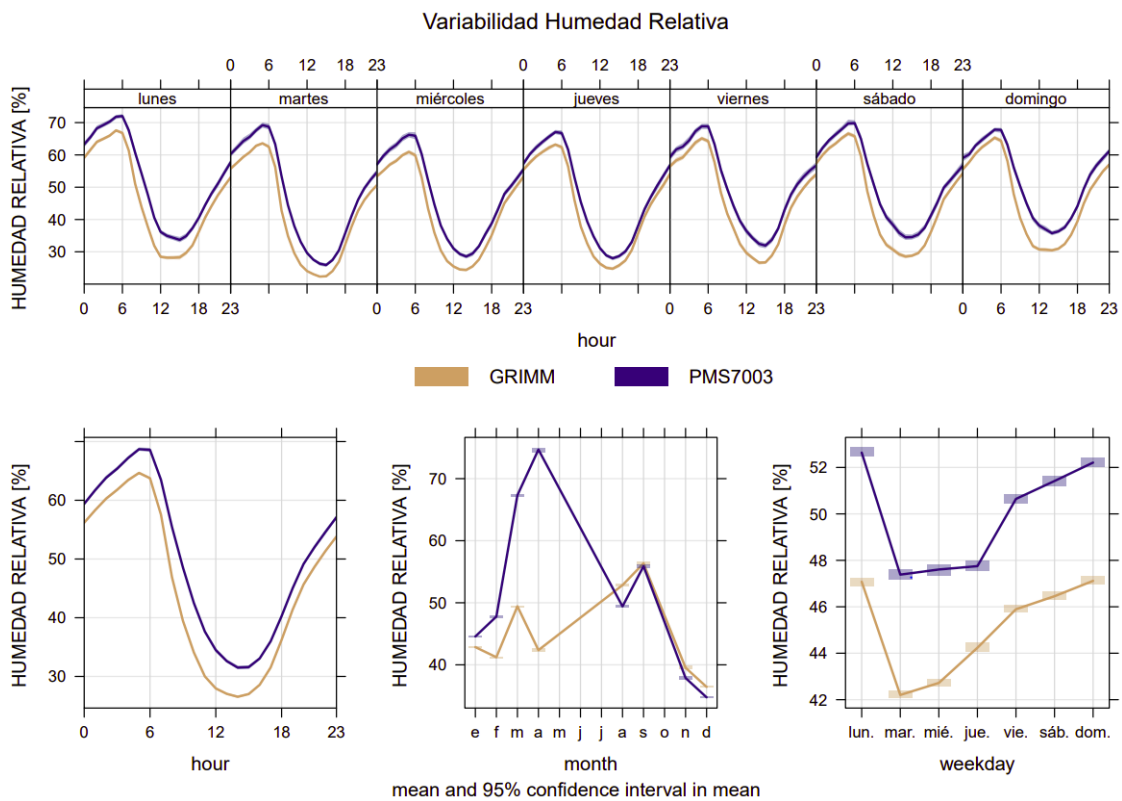 Variabilidad Humedad Relativa
0 6 12 18 23 0 6 12 18 23 0 6 12 18 23
lunes martes miércoles jueves viernes sábado domingo
HUMEDAD RELATIVA [%]
70
60
50
40
30
0 6 12 18 23 0 6 12 18 23 0 6 12 18 23 0 6 12 18 23
hour
GRIMM PMS7003
HUMEDAD RELATIVA [%]
60
50
40
30
0 6 12 18 23
hour
HUMEDAD RELATIVA [%]
70
60
50
40
e f m a m j j a s o n d
month
HUMEDAD RELATIVA [%]
52
50
48
46
44
42
lun. mar. mié. jue. vie. sáb. dom.
weekday
mean and 95% confidence interval in mean